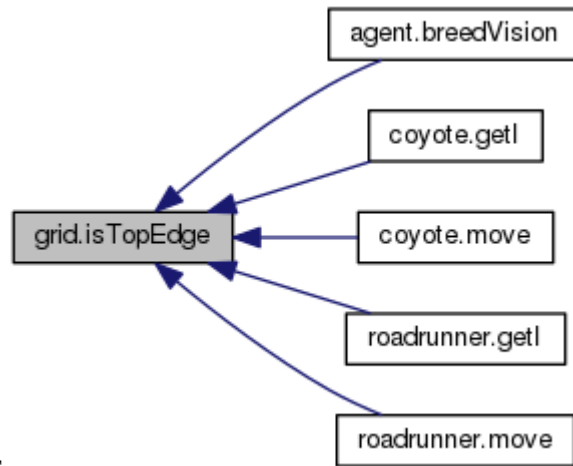 agent.breedVision
coyote.getI
grid.isTopEdge
coyote.move
roadrunner.getI
roadrunner.move